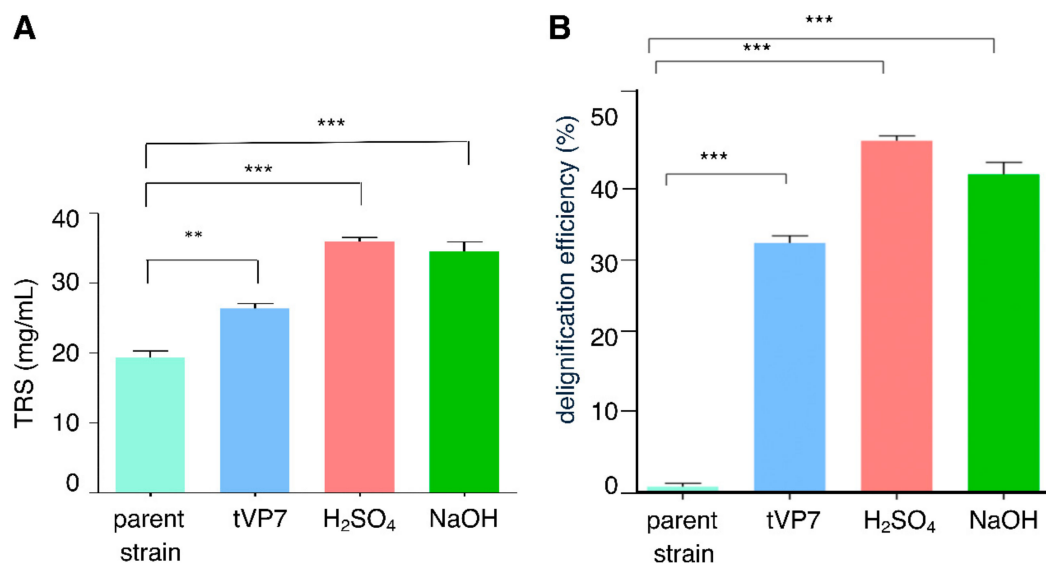 A
***
***
**
TRS (mg/mL)
40
30
20
10
0
parent
strain
tVP7
H₂SO₄
NaOH
B
***
***
***
delignification efficiency (%)
50
40
30
20
10
0
parent
strain
tVP7
H₂SO₄
NaOH